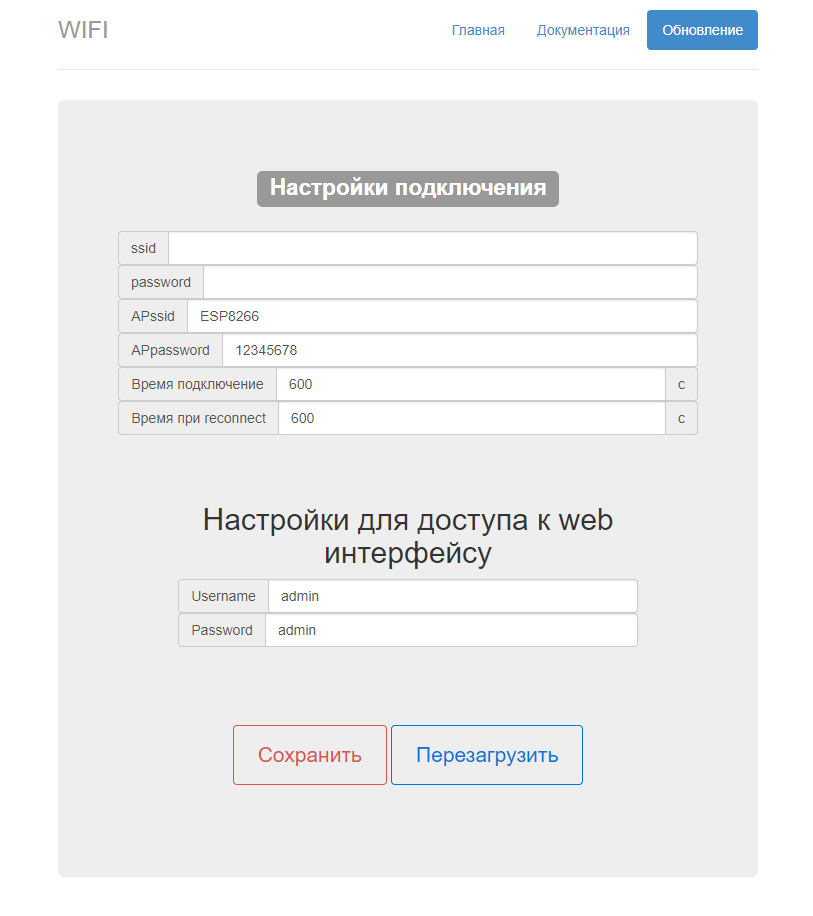 WIFI Главная Документация Обновление
Настройки подключения
ssid
password
APssid ESP8266
APpassword 12345678
Время подключение 600 с
Время при reconnect 600 с
Настройки для доступа к web
интерфейсу
Username admin
Password admin
Сохранить Перезагрузить